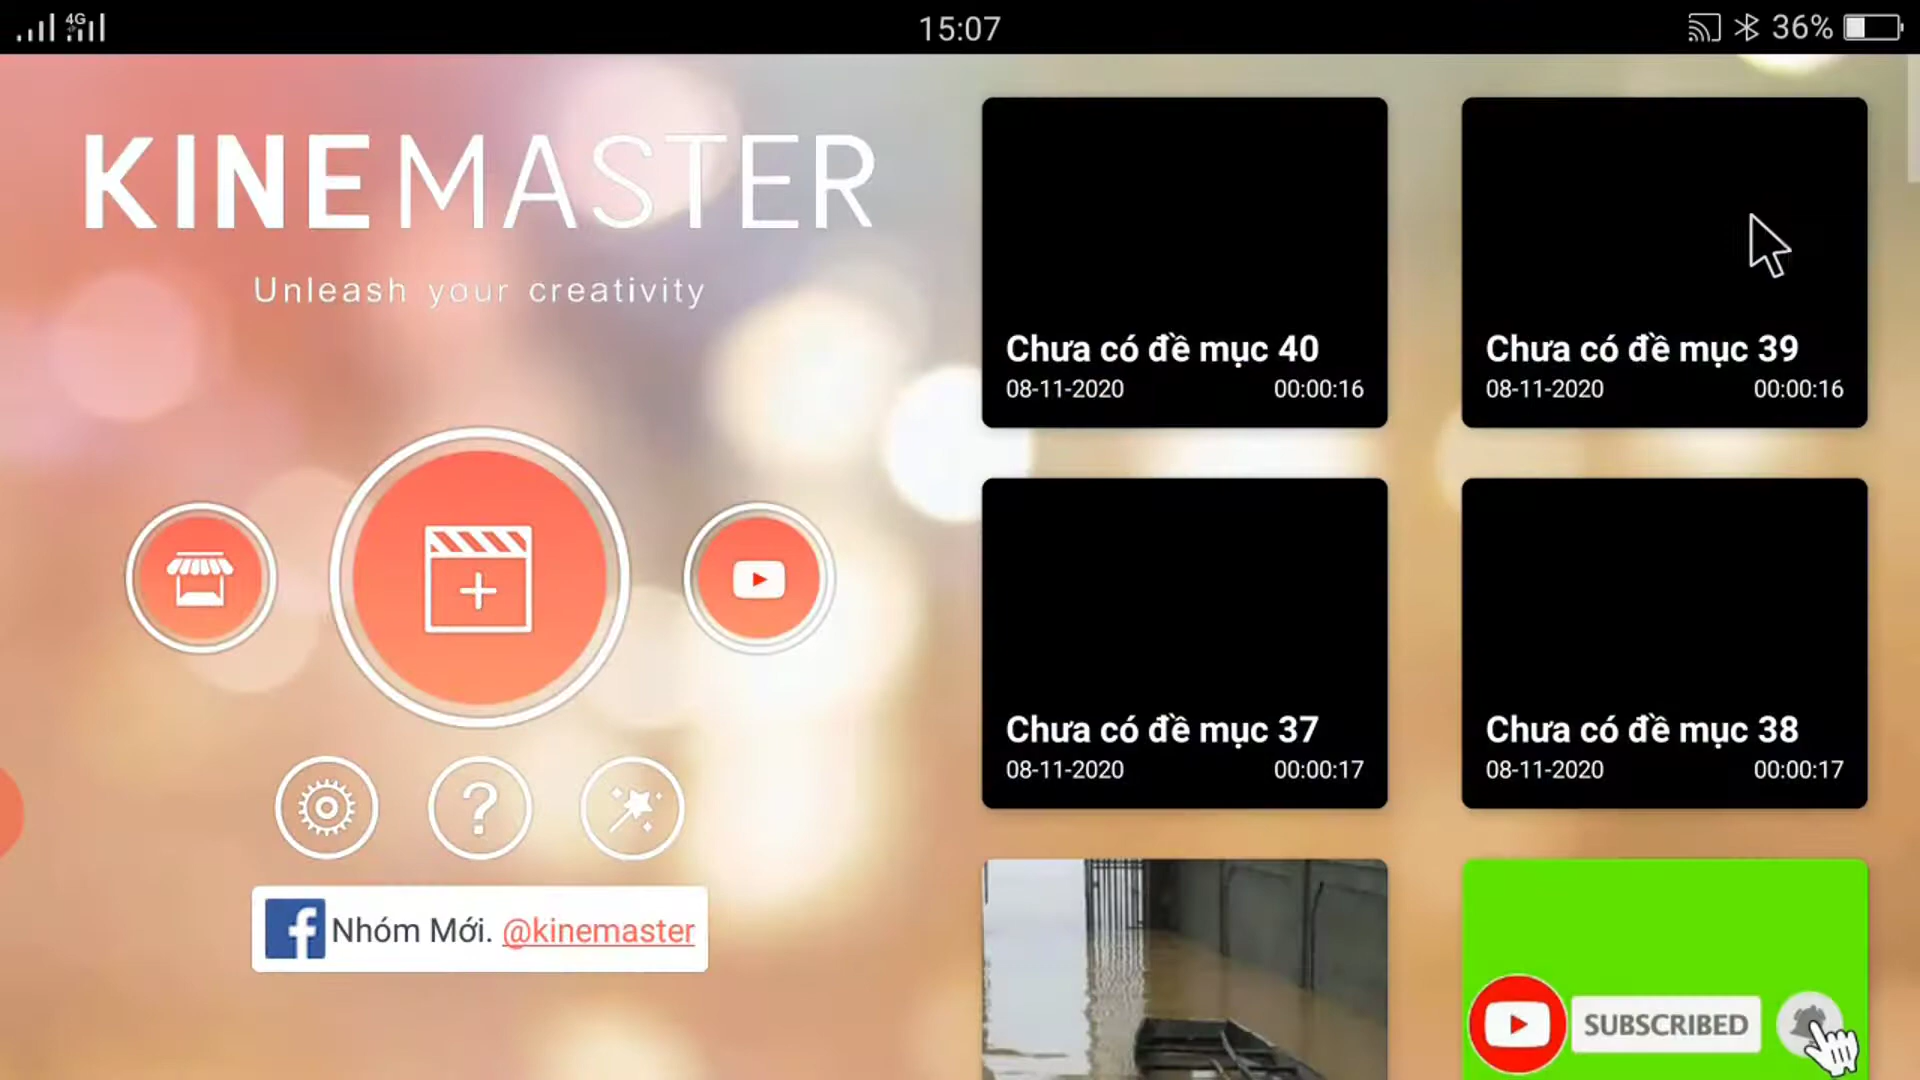 4G
15:07
36%
KINEMASTER
Unleash your creativity
Nhóm Mới. @kinemaster
Chưa có đề mục 40
08-11-2020 00:00:16
Chưa có đề mục 39
08-11-2020 00:00:16
Chưa có đề mục 37
08-11-2020 00:00:17
Chưa có đề mục 38
08-11-2020 00:00:17
SUBSCRIBED